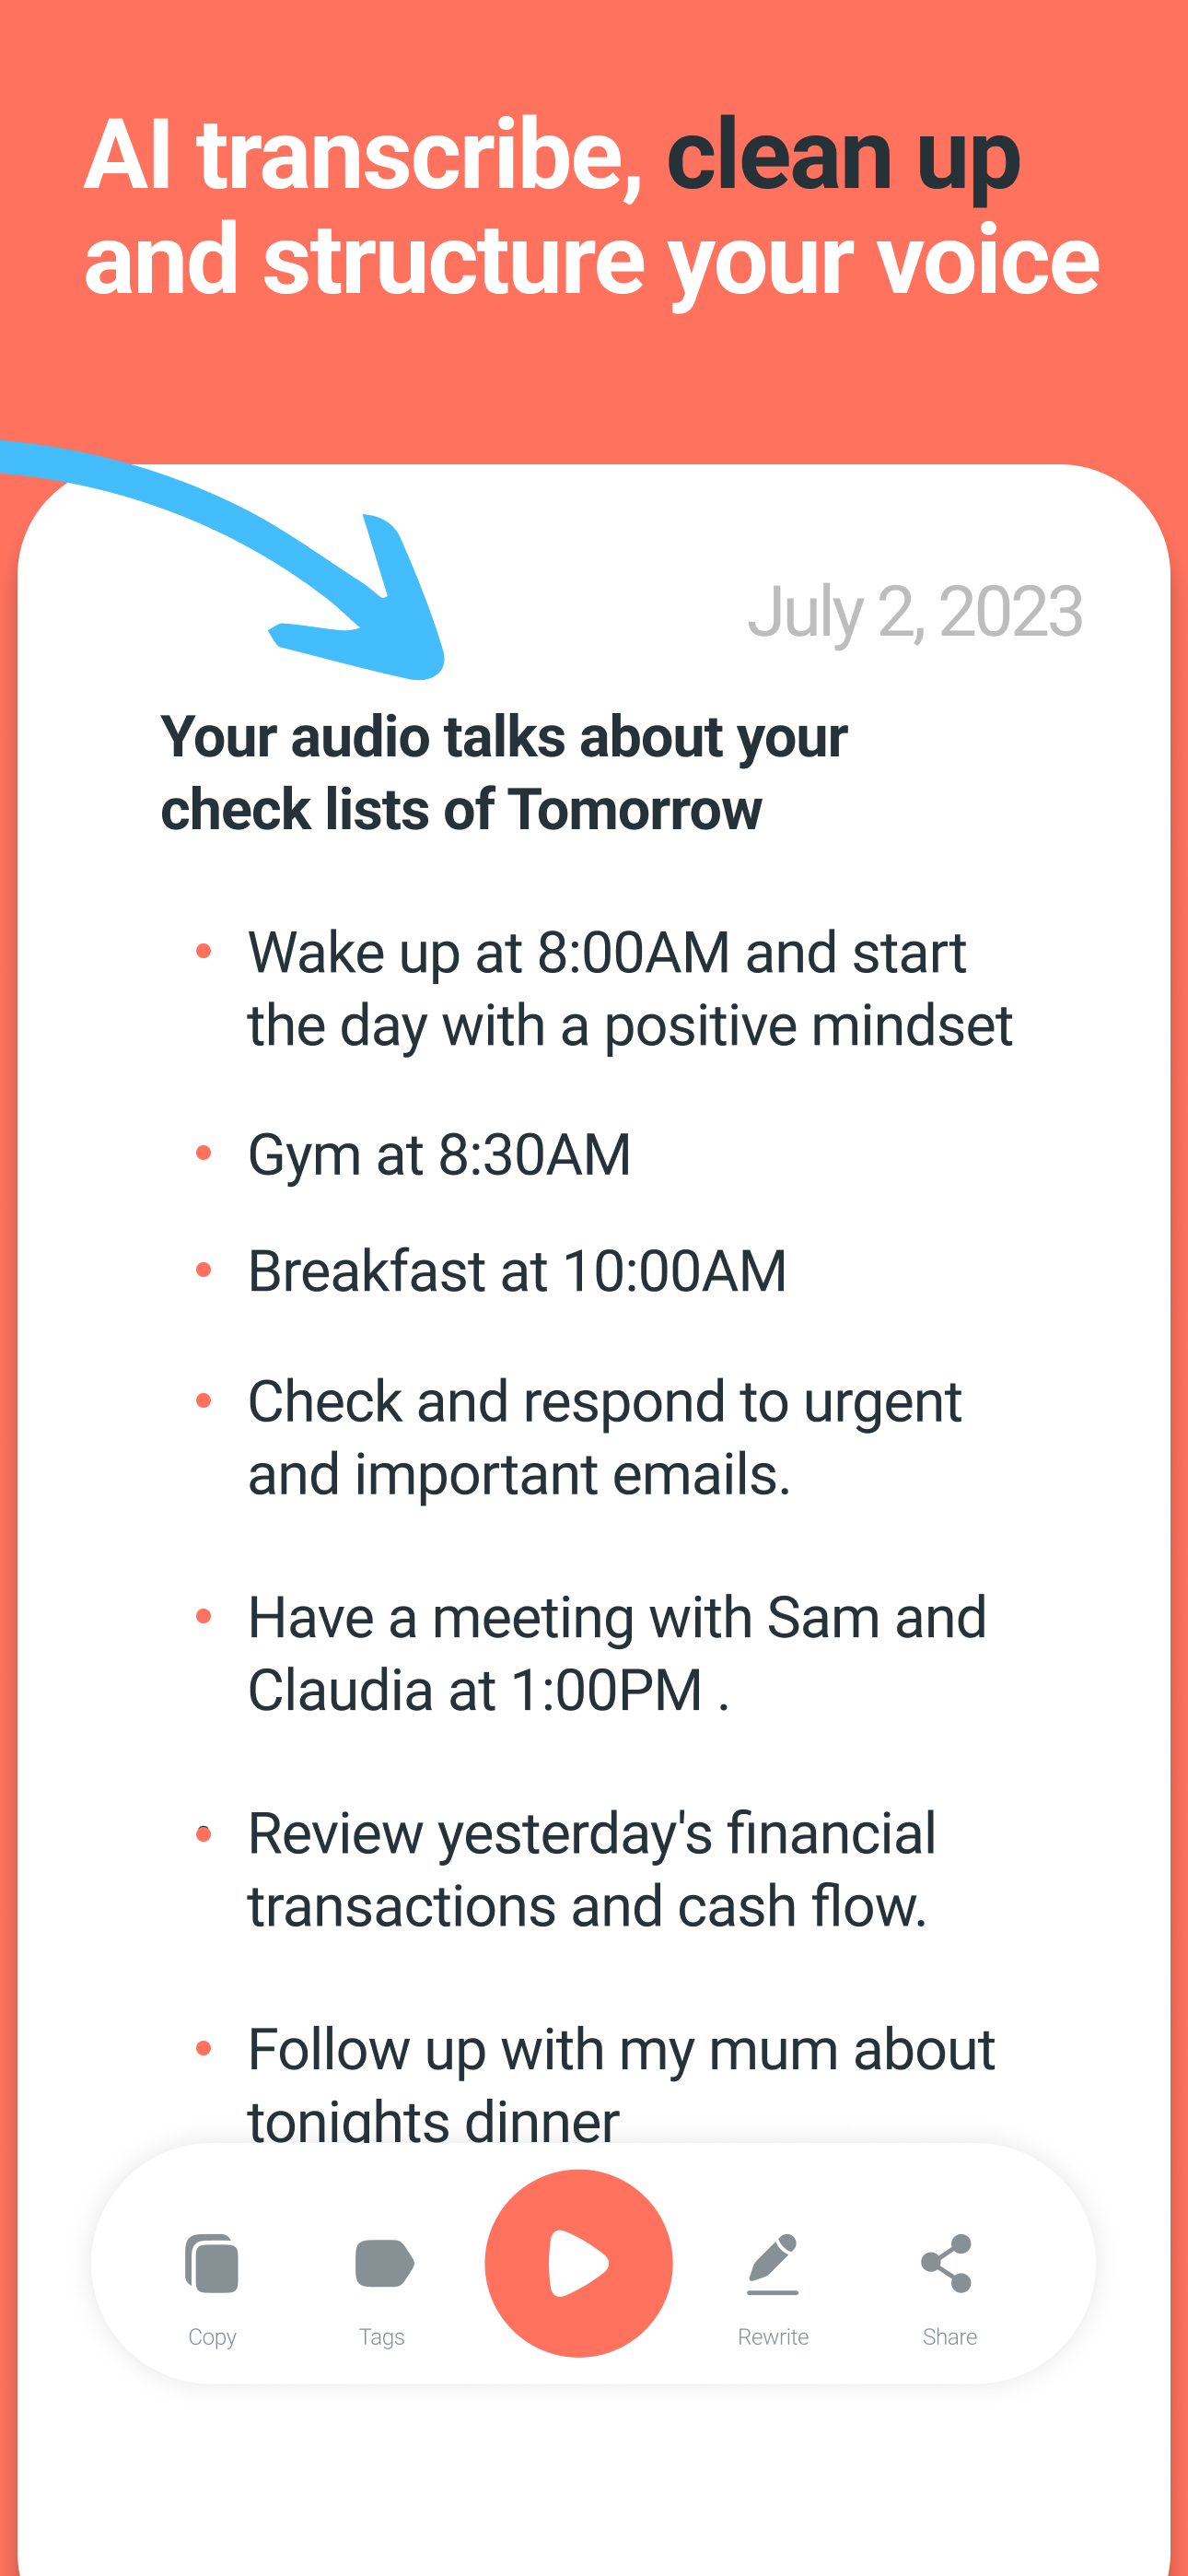 AI transcribe, clean up
and structure your voice
July 2, 2023
Your audio talks about your
check lists of Tomorrow
• Wake up at 8:00AM and start
the day with a positive mindset
• Gym at 8:30AM
• Breakfast at 10:00AM
• Check and respond to urgent
and important emails.
• Have a meeting with Sam and
Claudia at 1:00PM .
• Review yesterday's financial
transactions and cash flow.
• Follow up with my mum about
tonights dinner
Copy Tags Rewrite Share